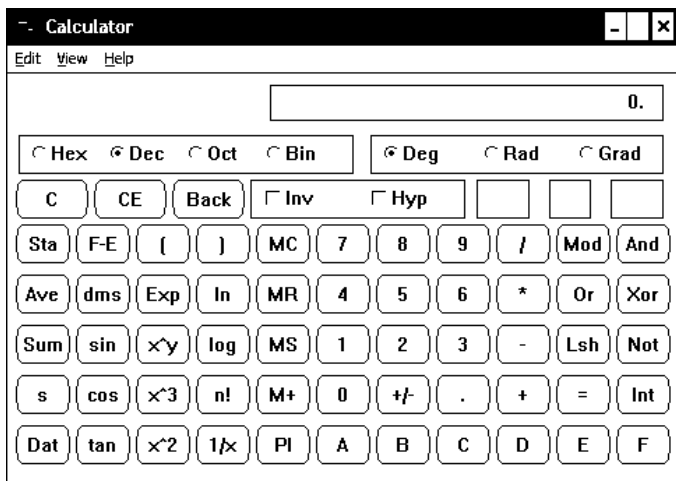 Calculator
Edit View Help
0.
Hex Dec Oct Bin Deg Rad Grad
C CE Back Inv Hyp
Sta F-E ( ) MC 7 8 9 / Mod And
Ave dms Exp ln MR 4 5 6 * Or Xor
Sum sin x^y log MS 1 2 3 - Lsh Not
s cos x^3 n! M+ 0 +/- . + = Int
Dat tan x^2 1/x PI A B C D E F